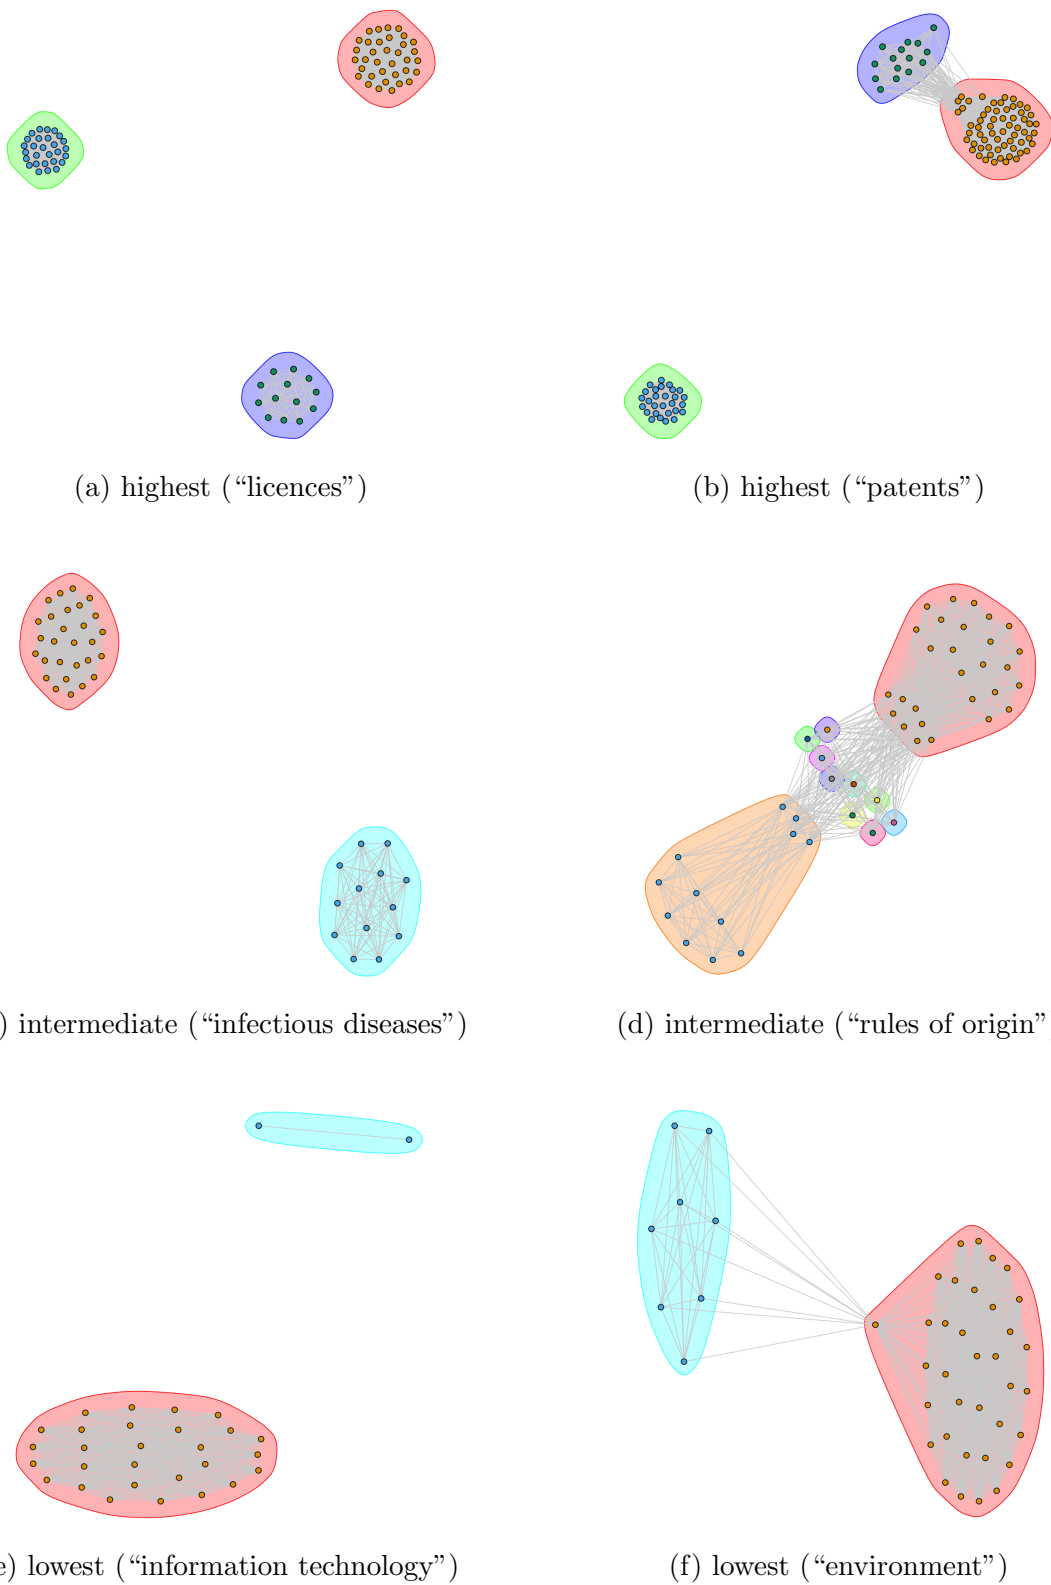 (a) highest (“licences”)
(b) highest (“patents”)
) intermediate (“infectious diseases”)
(d) intermediate (“rules of origin”
e) lowest (“information technology”)
(f) lowest (“environment”)